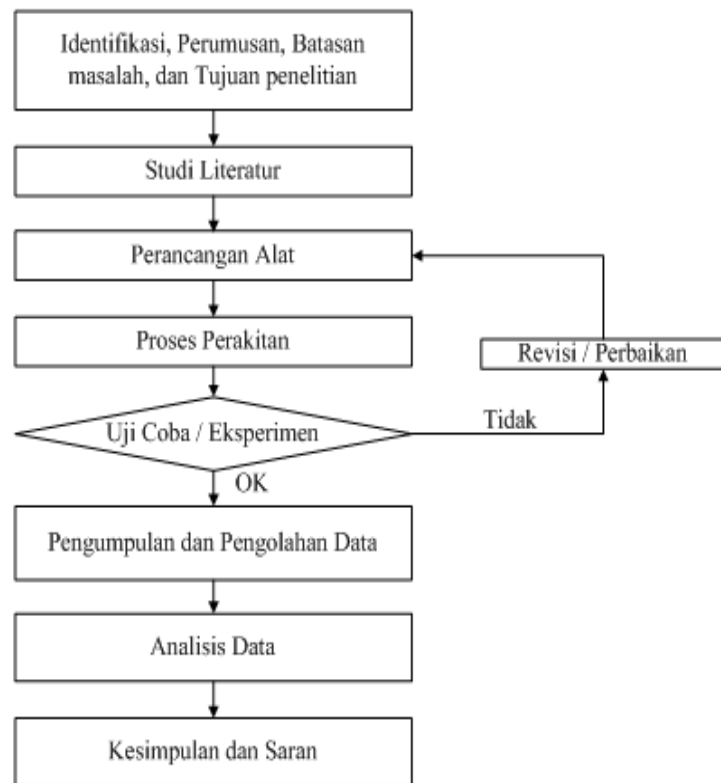 Identifikasi, Perumusan, Batasan
masalah, dan Tujuan penelitian
Studi Literatur
Perancangan Alat
Proses Perakitan
Revisi / Perbaikan
Uji Coba / Eksperimen
Tidak
OK
Pengumpulan dan Pengolahan Data
Analisis Data
Kesimpulan dan Saran